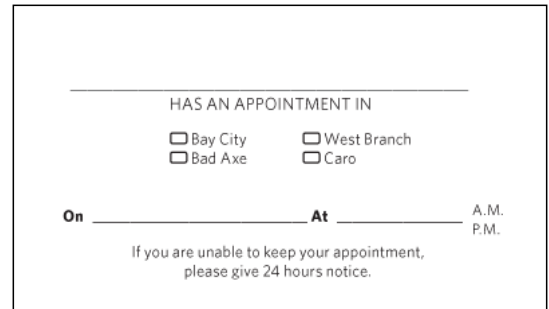 HAS AN APPOINTMENT IN
Bay City West Branch
Bad Axe Caro
On At A.M.
P.M.
If you are unable to keep your appointment,
please give 24 hours notice.